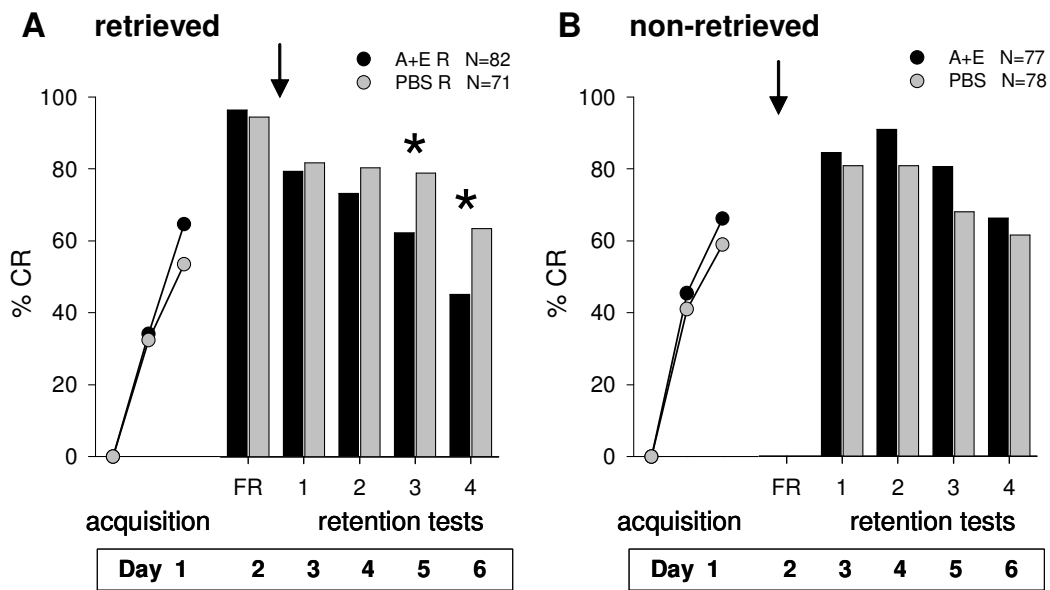 A retrieved
A+E R N=82
PBS R N=71
* *
100
80
60
40
20
0
% CR
FR 1 2 3 4
acquisition retention tests
Day 1 2 3 4 5 6
B non-retrieved
A+E N=77
PBS N=78
100
80
60
40
20
0
% CR
FR 1 2 3 4
acquisition retention tests
Day 1 2 3 4 5 6